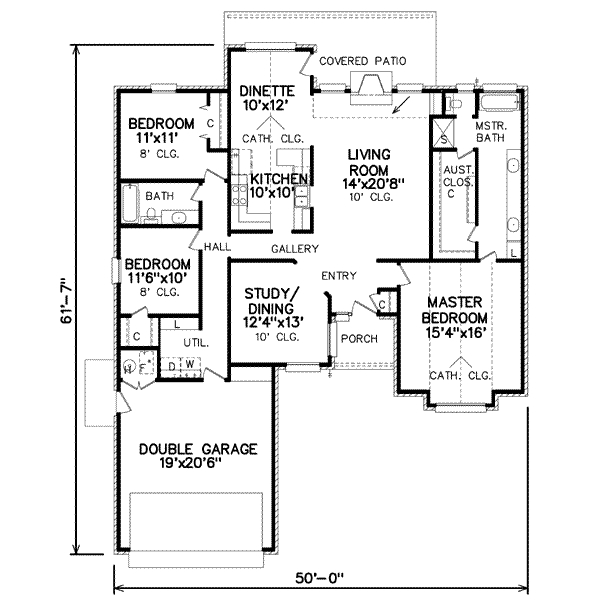 COVERED PATIO
DINETTE
10'x12'
CATH. CLG.
BEDROOM
11'x11'
8' CLG.
C
KITCHEN
10'x10'
LIVING
ROOM
14'x20'8"
10' CLG.
S
MSTR.
BATH
AUST.
CLOS.
C
L
BATH
HALL
GALLERY
ENTRY
BEDROOM
11'6"x10'
8' CLG.
C
L
UTIL.
D
W
H
F
STUDY/
DINING
12'4"x13'
10' CLG.
C
PORCH
MASTER
BEDROOM
15'4"x16'
CATH. CLG.
DOUBLE GARAGE
19'x20'6"
61'-7"
50'-0"